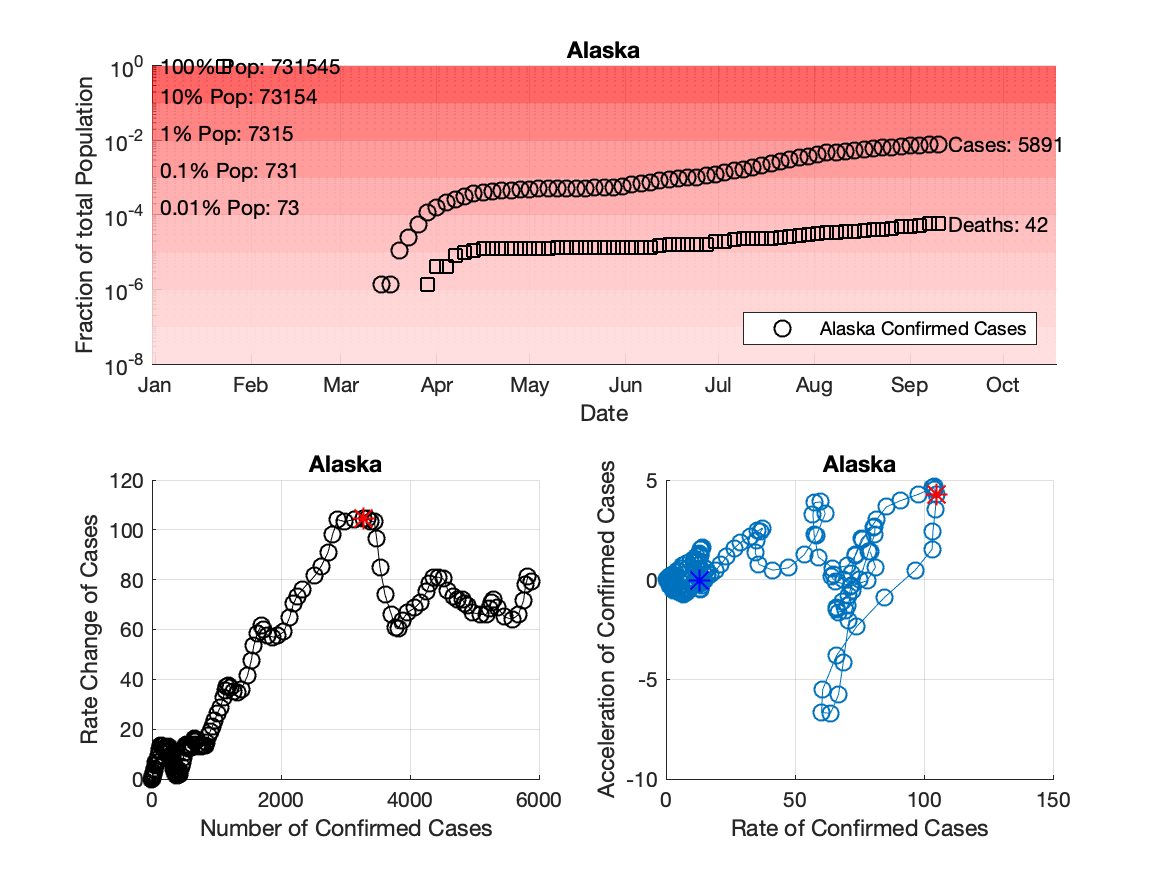 Alaska
Fraction of total Population
10^0
10^-2
10^-4
10^-6
10^-8
100% Pop: 731545
10% Pop: 73154
1% Pop: 7315
0.1% Pop: 731
0.01% Pop: 73
Cases: 5891
Deaths: 42
Alaska Confirmed Cases
Jan Feb Mar Apr May Jun Jul Aug Sep Oct
Date
Alaska
Rate Change of Cases
120
100
80
60
40
20
0
0 2000 4000 6000
Number of Confirmed Cases
Alaska
Acceleration of Confirmed Cases
5
0
-5
-10
0 50 100 150
Rate of Confirmed Cases